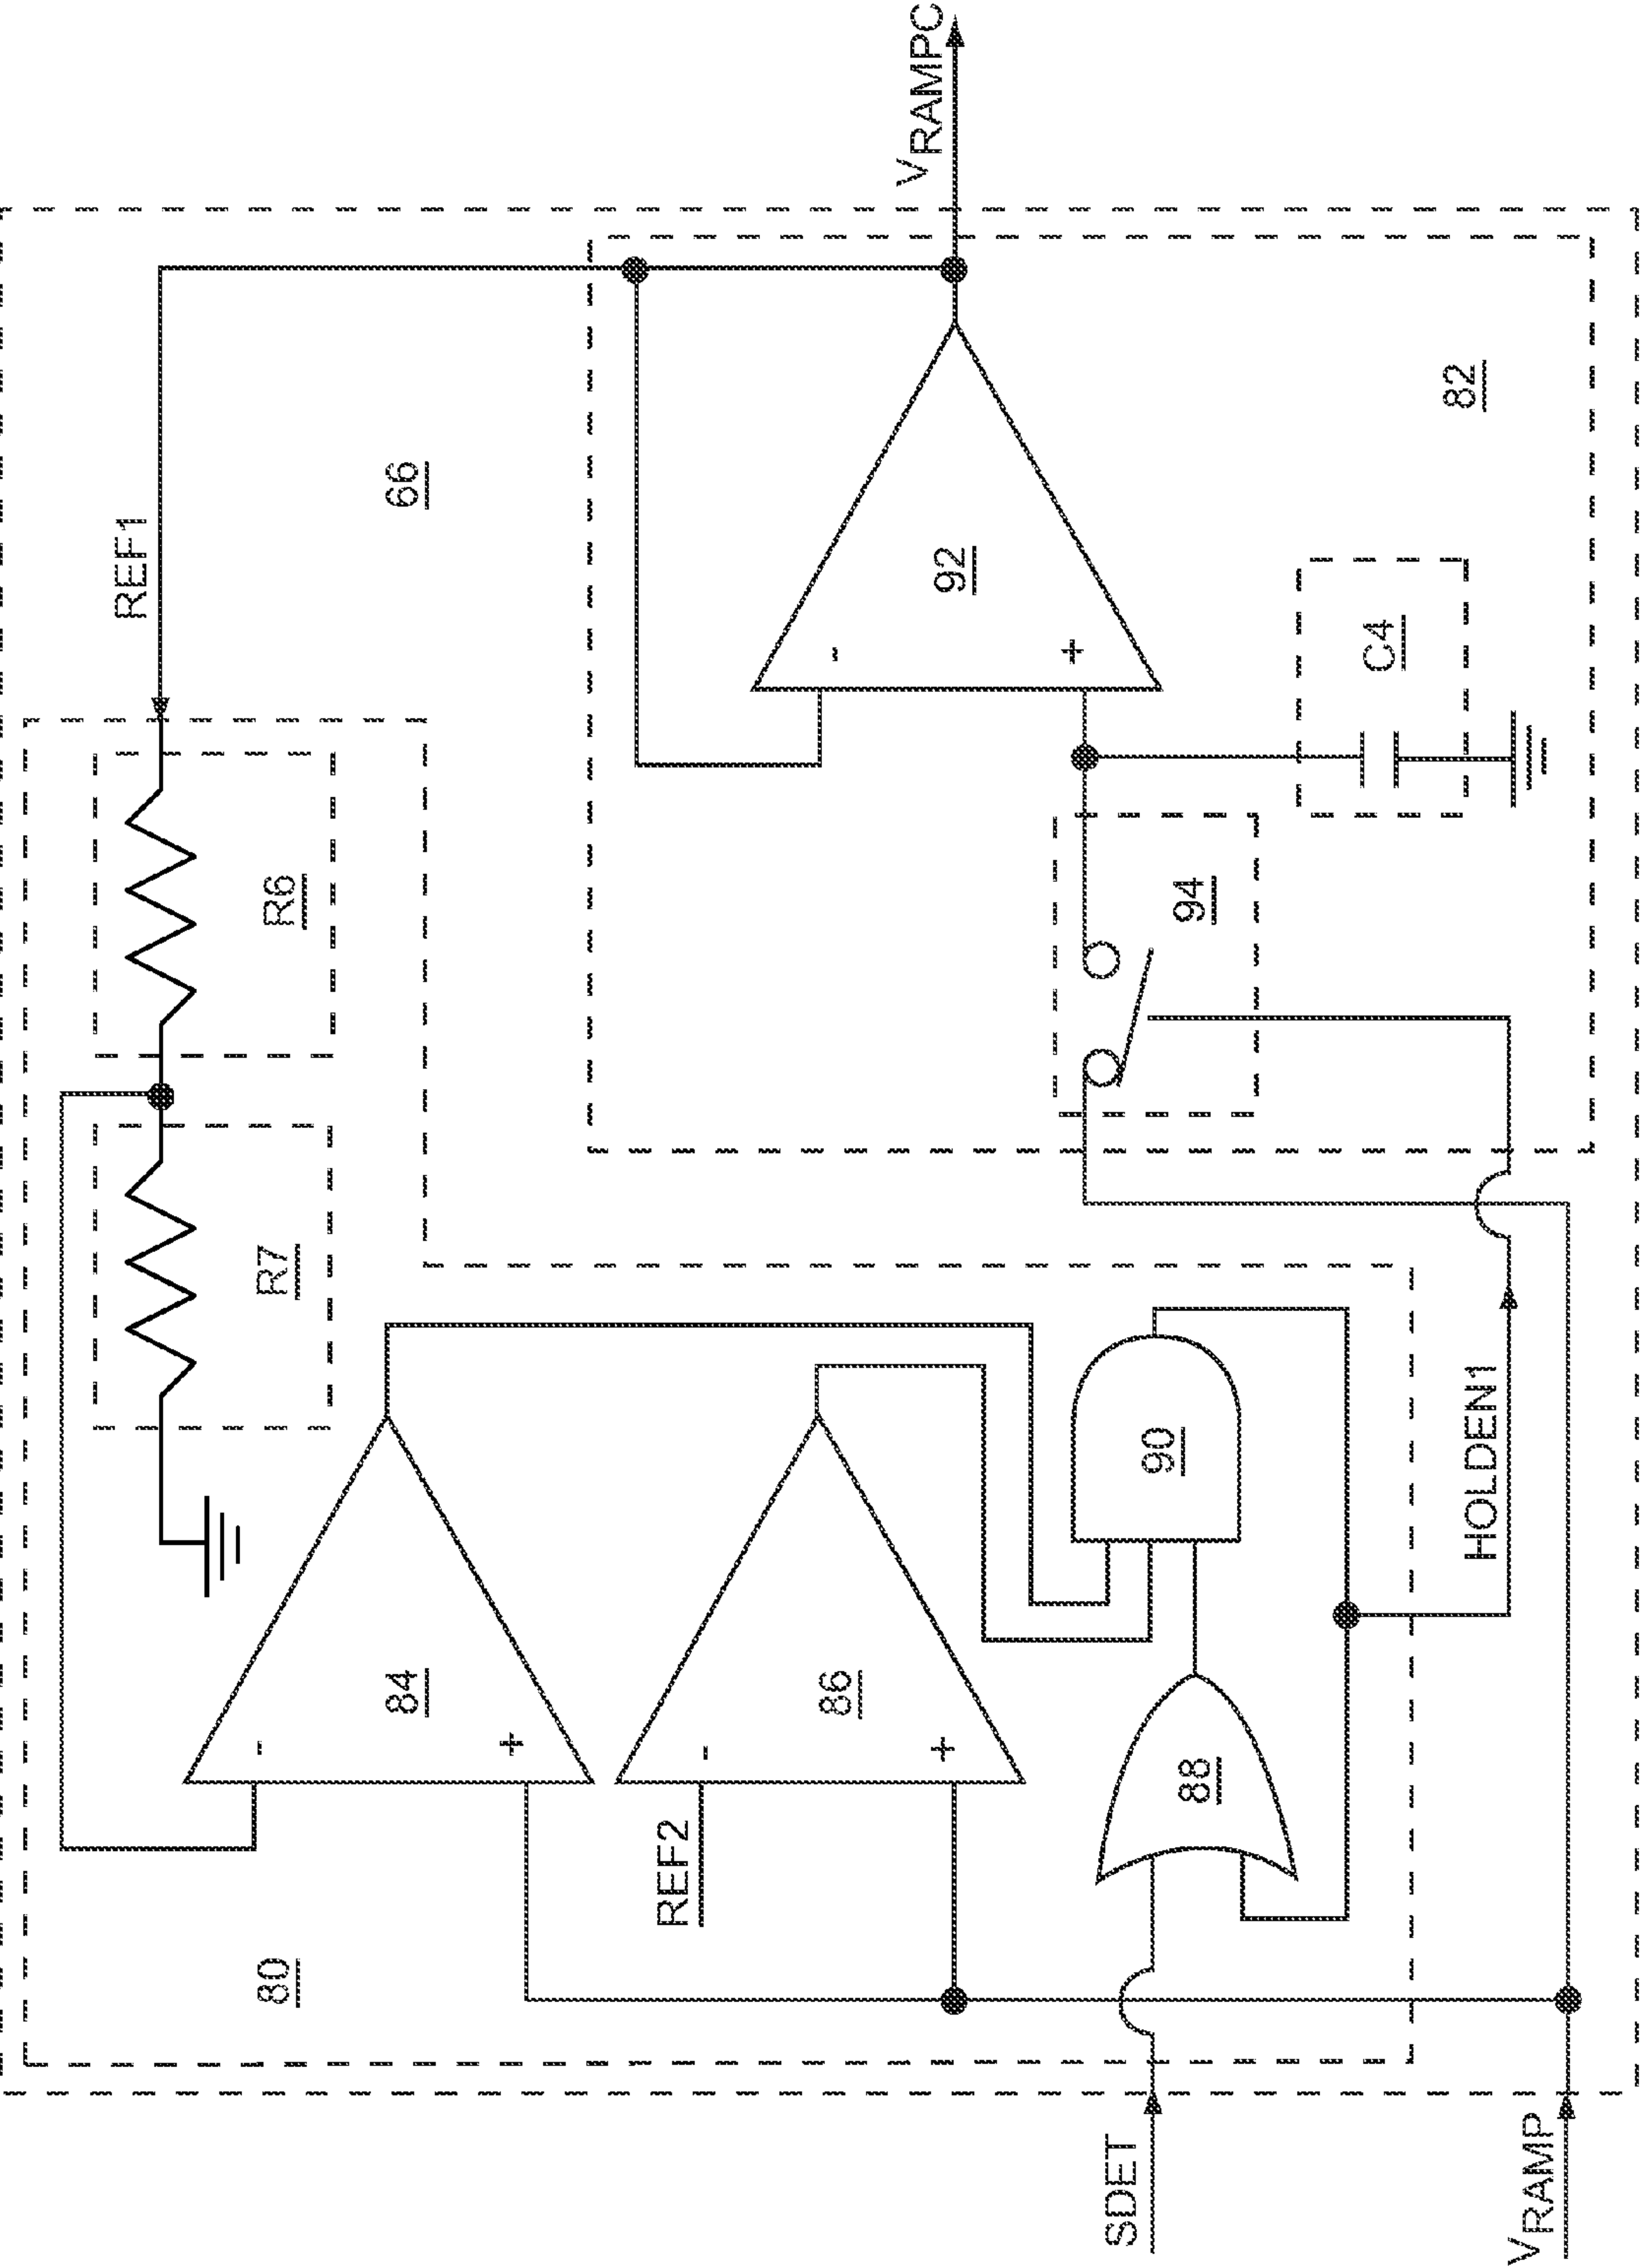 REF1
R7
R6
66
80
84
-
+
REF2
86
-
+
92
-
+
VRAMPC
94
C4
82
88
90
SDET
HOLDEN1
VRAMP